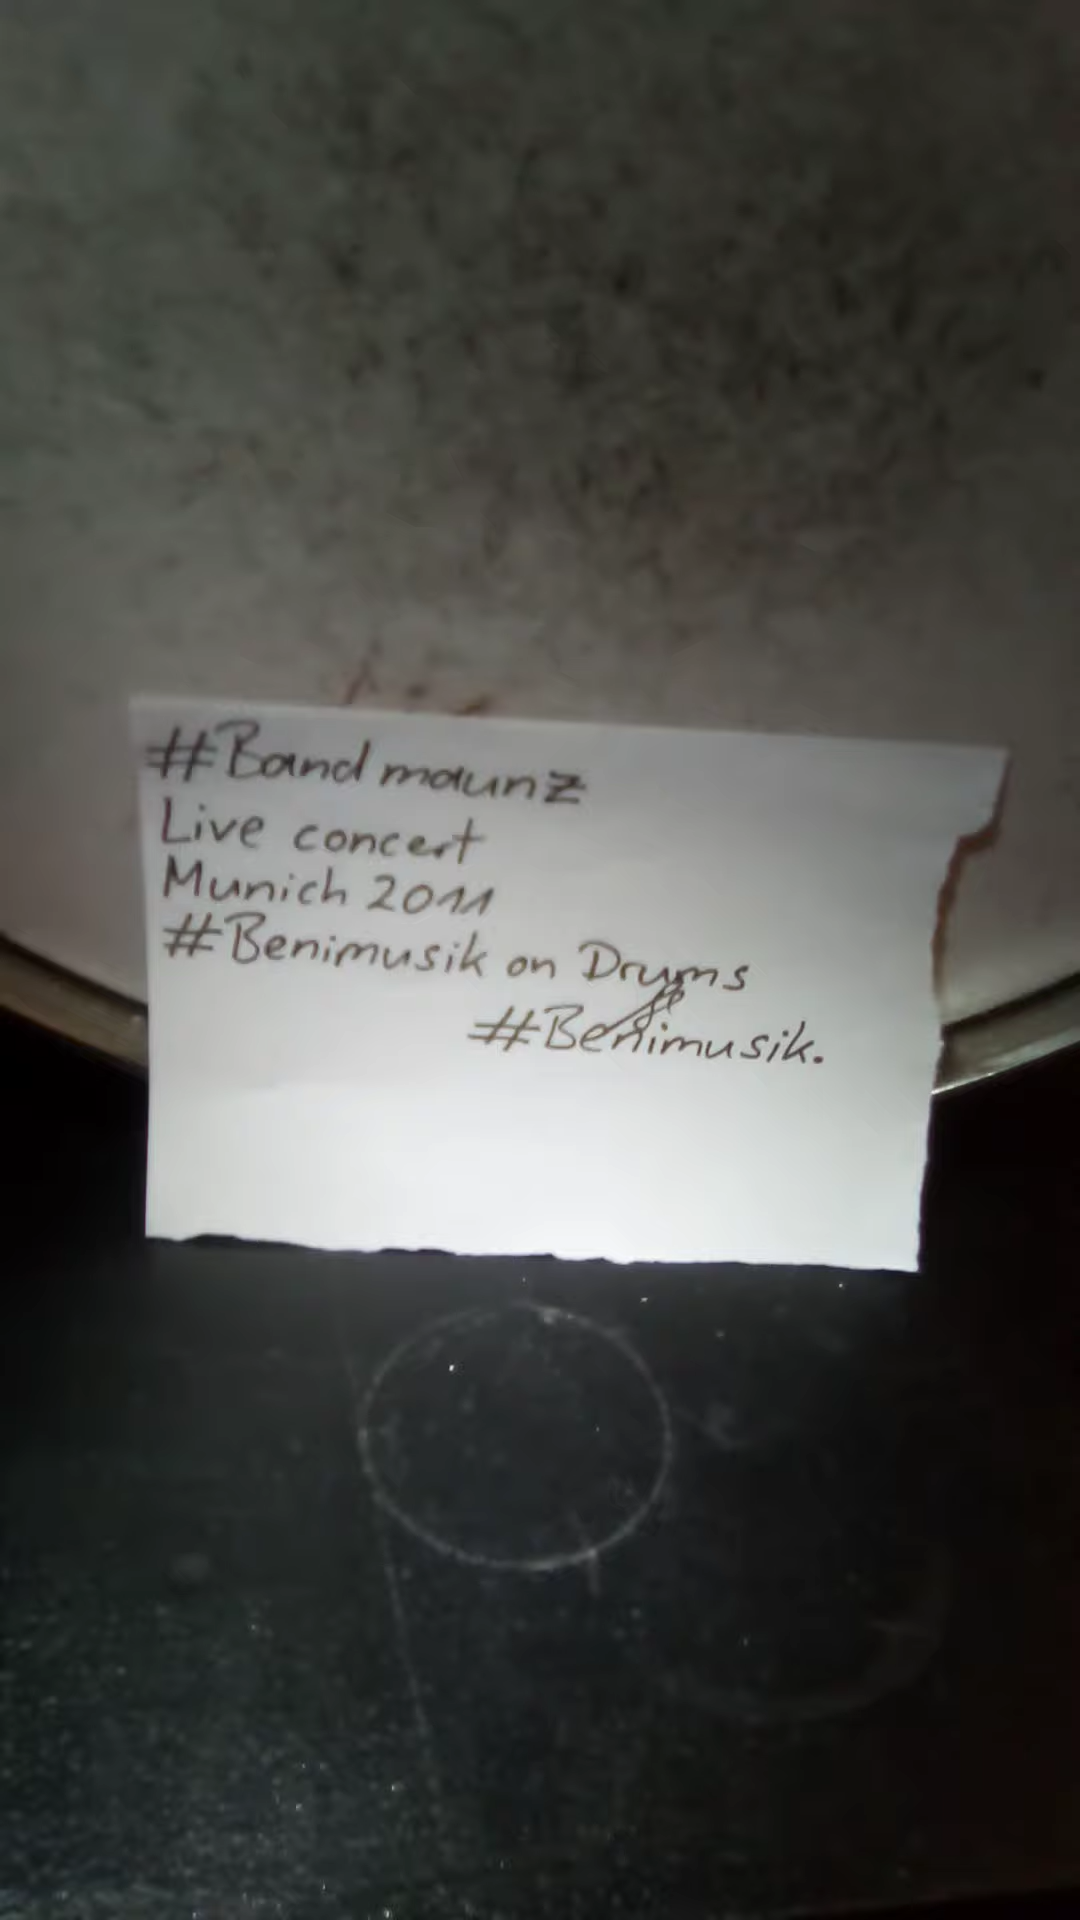 #Bandmaunz
Live concert
Munich 2011
#Benimusik on Drums
#Benimusik.